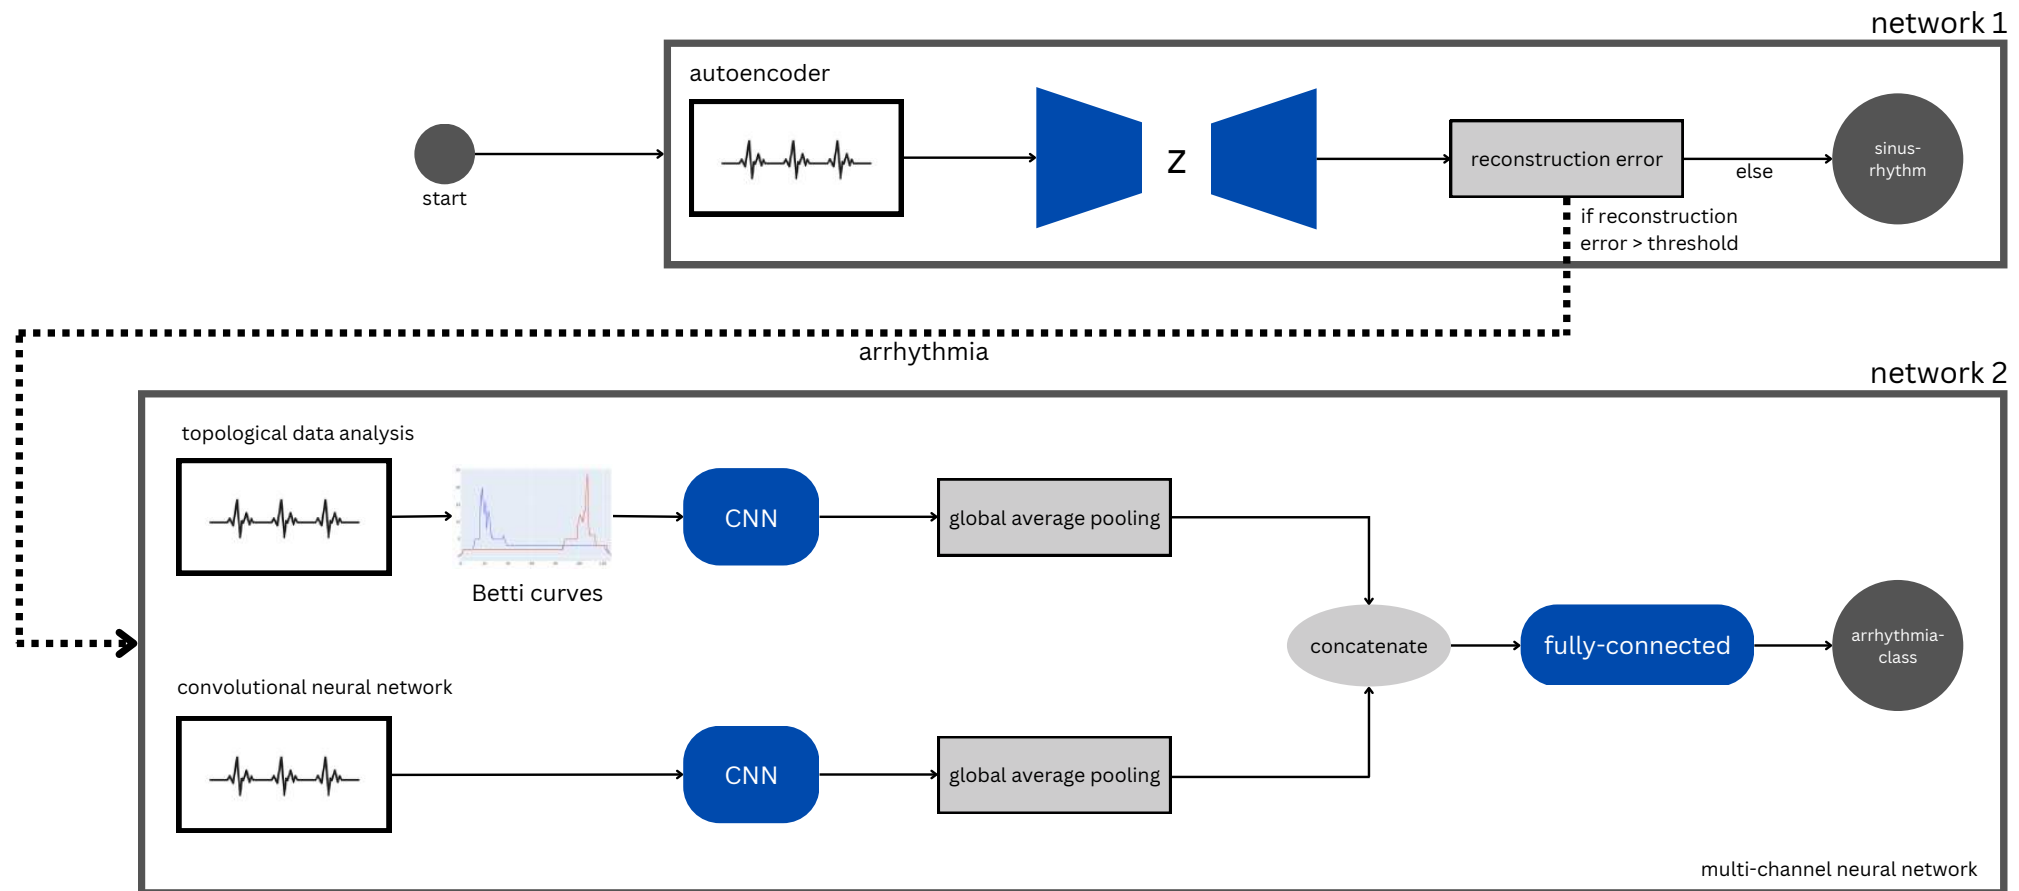 network 1
autoencoder
start
z
reconstruction error
else
sinus-
rhythm
if reconstruction
error > threshold
arrhythmia
network 2
topological data analysis
Betti curves
CNN
global average pooling
concatenate
fully-connected
arrhythmia-
class
convolutional neural network
CNN
global average pooling
multi-channel neural network